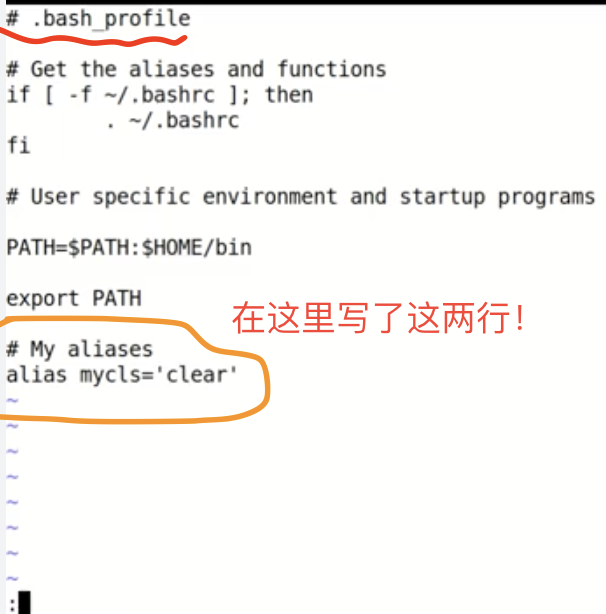 # .bash_profile
# Get the aliases and functions
if [ -f ~/.bashrc ]; then
        . ~/.bashrc
fi
# User specific environment and startup programs
PATH=$PATH:$HOME/bin
export PATH
在这里写了这两行！
# My aliases
alias mycls='clear'
~
~
~
~
~
~
~
~
: